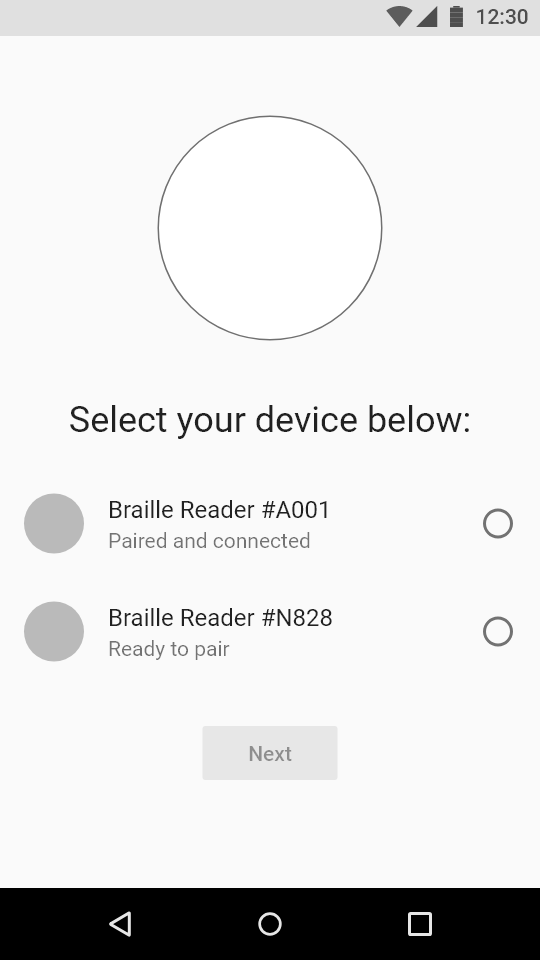 12:30
Select your device below:
Braille Reader #A001
Paired and connected
Braille Reader #N828
Ready to pair
Next